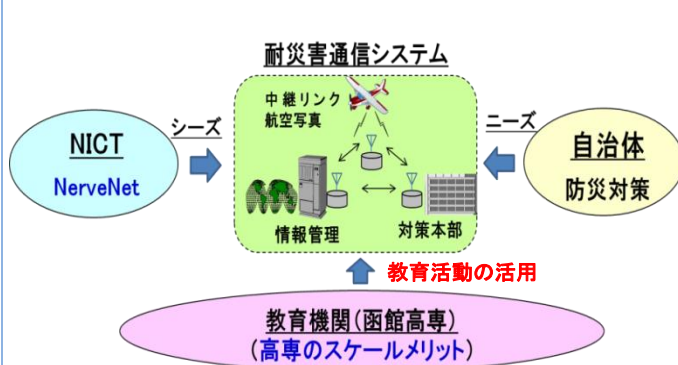 耐災害通信システム
中継リンク
航空写真
シーズ
ニーズ
NICT
NerveNet
自治体
防災対策
情報管理
対策本部
教育活動の活用
教育機関(函館高専)
(高専のスケールメリット)